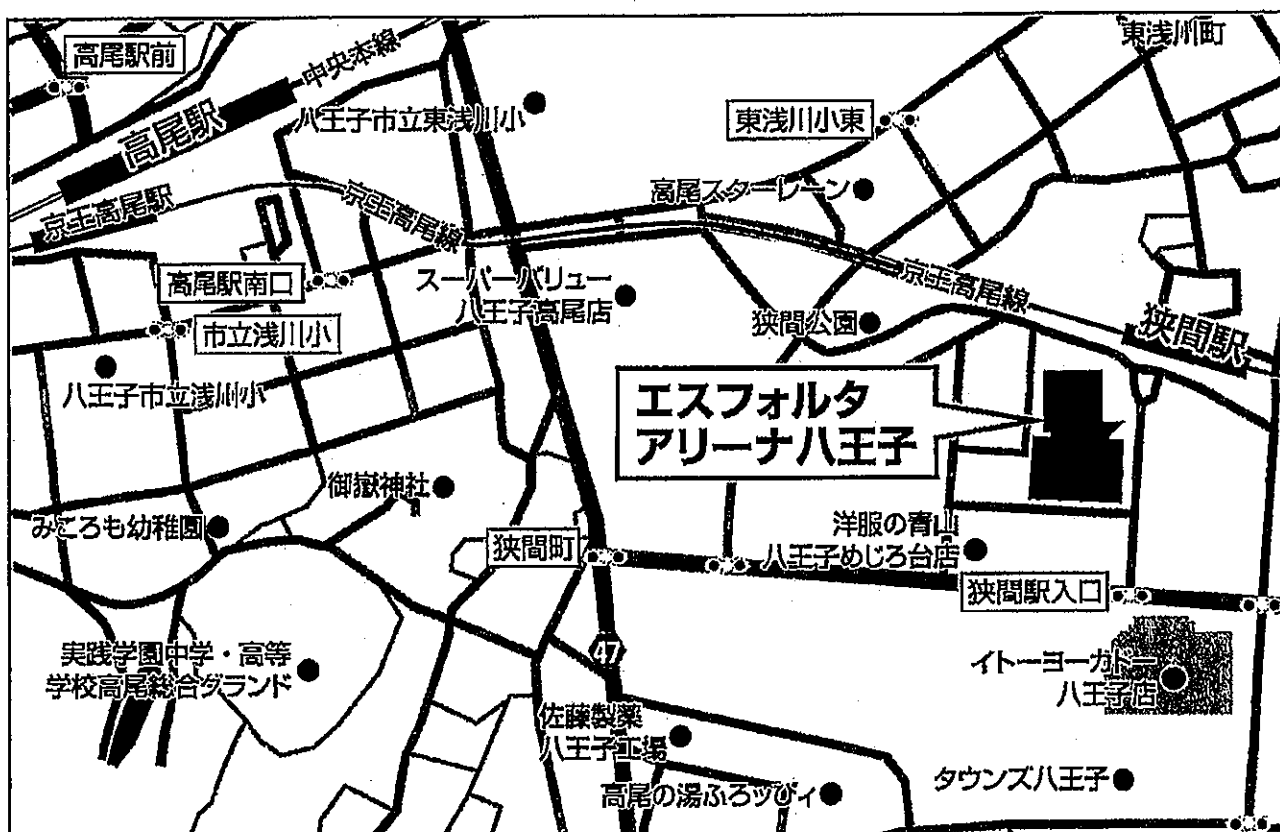 高尾駅前
中央本線
東浅川町
高尾駅
八王子市立東浅川小
東浅川小東
京王高尾駅
京王高尾線
高尾スターレーン
高尾駅南口
スーパーバリュー
八王子高尾店
京王高尾線
狭間公園
狭間駅
市立浅川小
八王子市立浅川小
エスフォルタ
アリーナ八王子
御嶽神社
みころも幼稚園
狭間町
洋服の青山
八王子めじろ台店
狭間駅入口
実践学園中学・高等
学校高尾総合グランド
47
イトーヨーカドー
八王子店
佐藤製薬
八王子工場
高尾の湯ふろッぴィ
タウンズ八王子